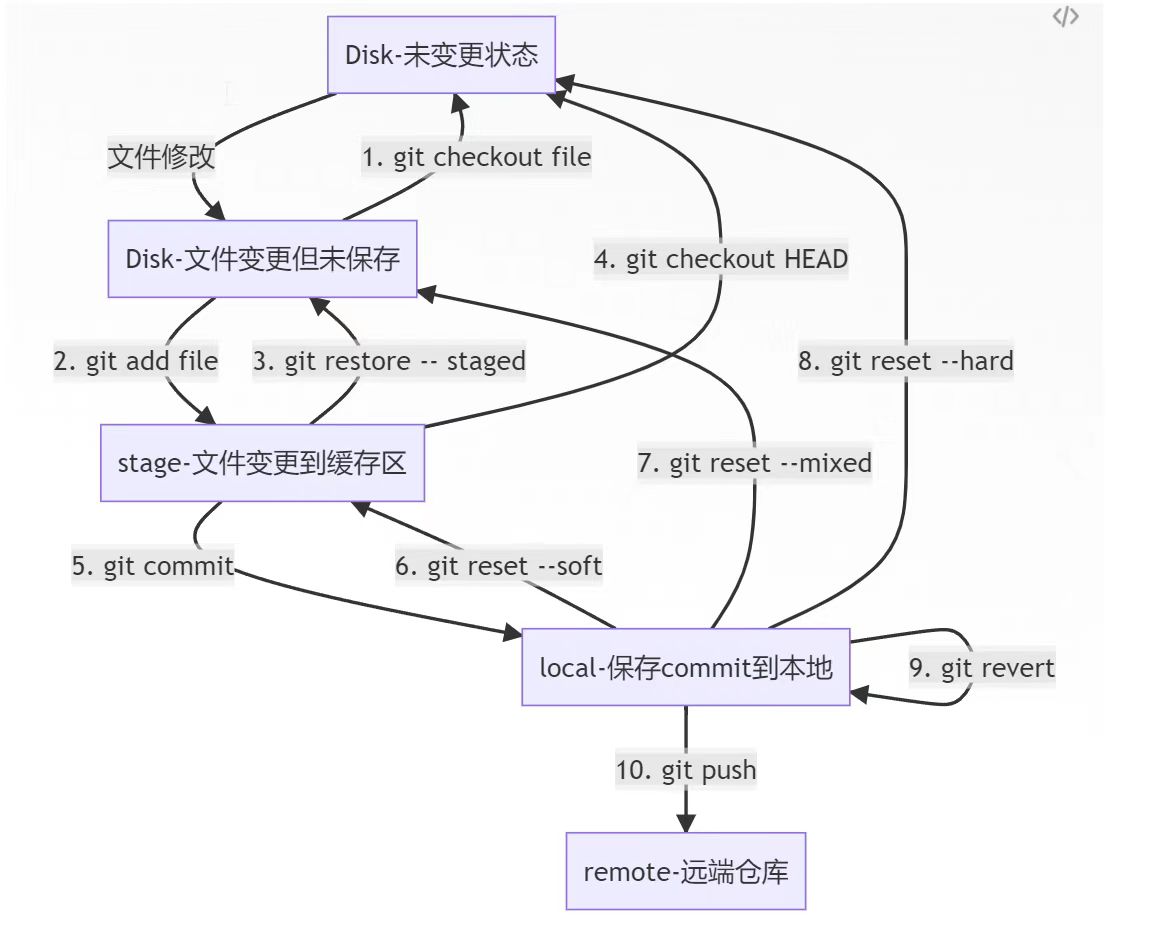 </>
Disk-未变更状态
文件修改
1. git checkout file
Disk-文件变更但未保存
4. git checkout HEAD
2. git add file
3. git restore -- staged
8. git reset --hard
stage-文件变更到缓存区
7. git reset --mixed
5. git commit
6. git reset --soft
local-保存commit到本地
9. git revert
10. git push
remote-远端仓库